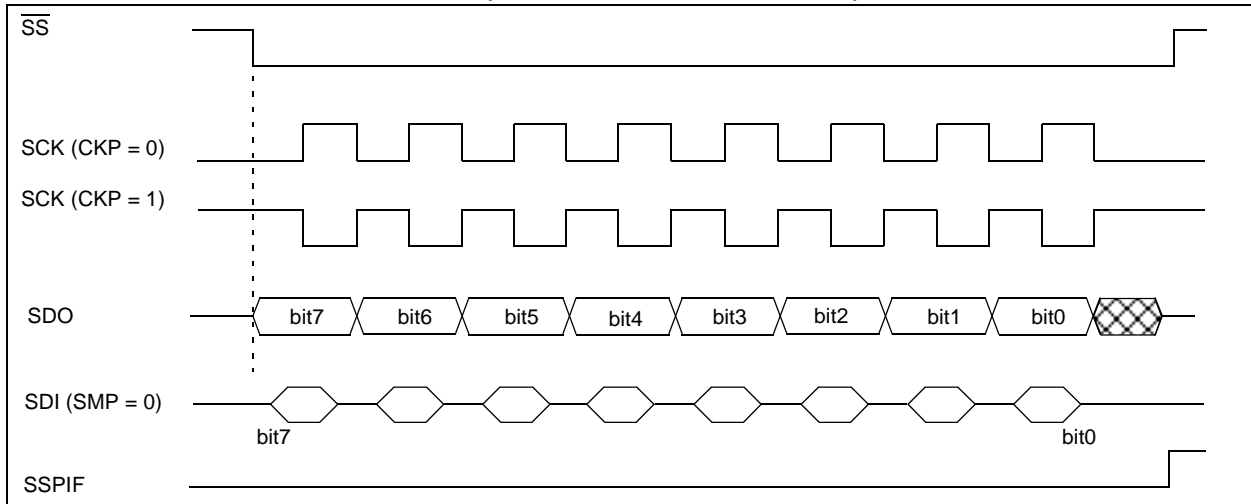 SS
SCK (CKP = 0)
SCK (CKP = 1)
SDO
bit7 bit6 bit5 bit4 bit3 bit2 bit1 bit0
SDI (SMP = 0)
bit7 bit0
SSPIF